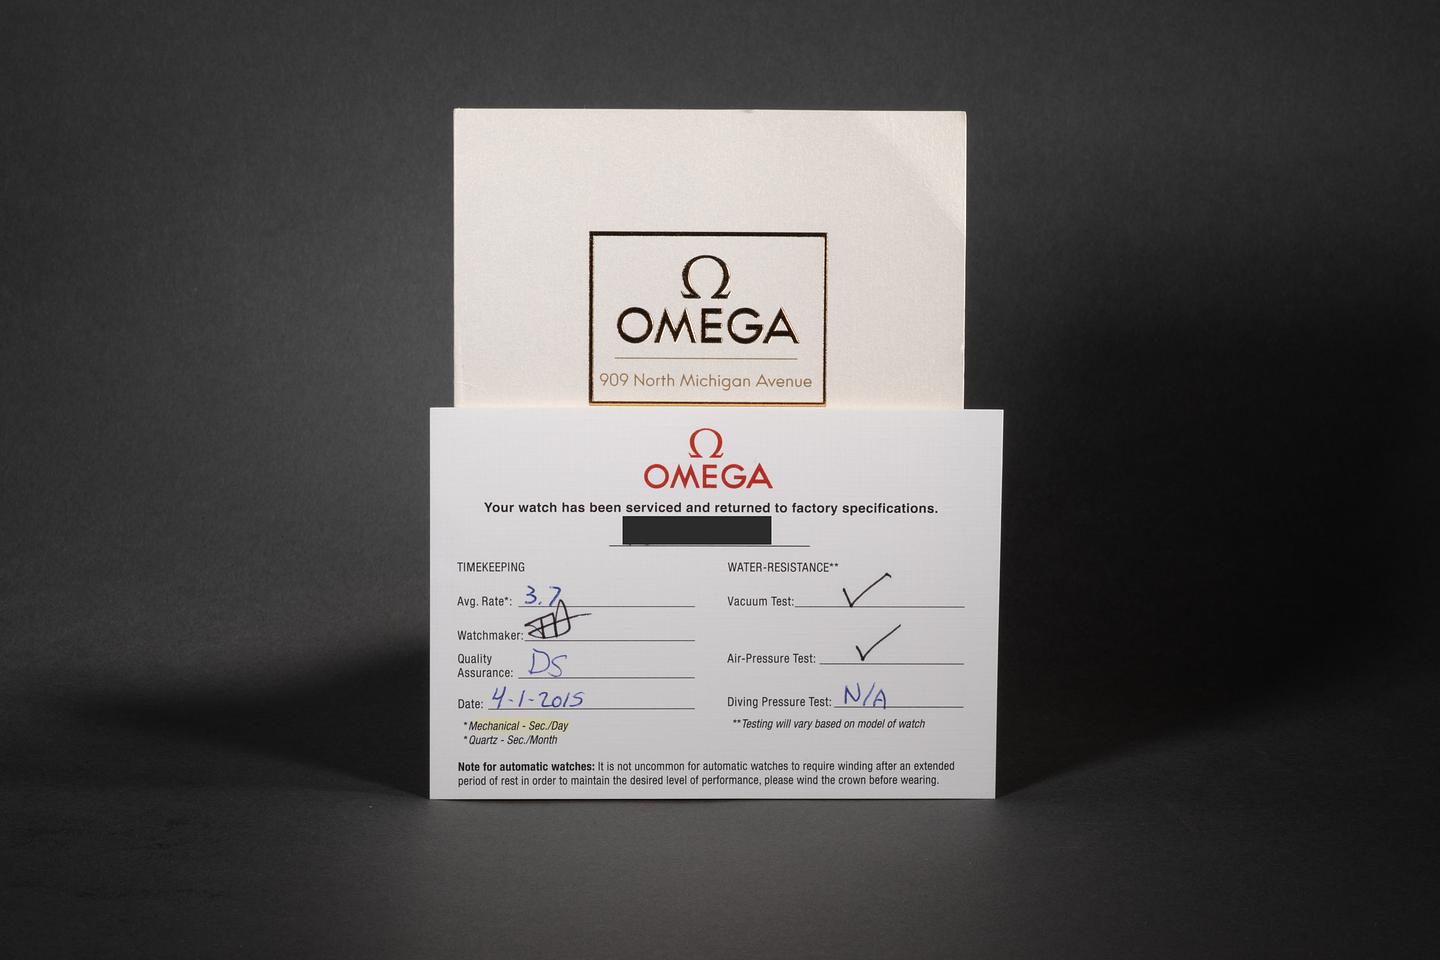 Ω
OMEGA
909 North Michigan Avenue
Ω
OMEGA
Your watch has been serviced and returned to factory specifications.
TIMEKEEPING
Avg. Rate*: 3.7
Watchmaker:
Quality
Assurance: DS
Date: 4-1-2015
*Mechanical - Sec./Day
*Quartz - Sec./Month
WATER-RESISTANCE**
Vacuum Test: ✓
Air-Pressure Test: ✓
Diving Pressure Test: N/A
**Testing will vary based on model of watch
Note for automatic watches: It is not uncommon for automatic watches to require winding after an extended
period of rest in order to maintain the desired level of performance, please wind the crown before wearing.